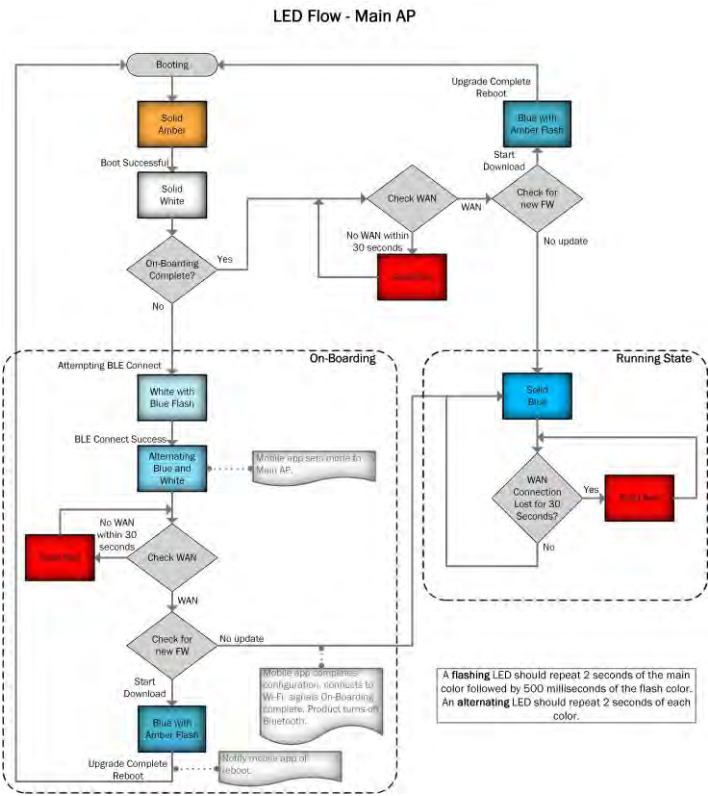 LED Flow - Main AP
Booting
Upgrade Complete
Reboot
Solid
Amber
Blue with
Amber Flash
Boot Successful
Start
Download
Solid
White
Check WAN
WAN
Check for
new FW
No WAN within
30 seconds
No update
On-Boarding
Complete?
Yes
No
On-Boarding
Running State
Attempting BLE Connect
White with
Blue Flash
Solid
Blue
BLE Connect Success
Alternating
Blue and
White
Mobile app sets mode to
Main AP.
WAN
Connection
Lost for 30
Seconds?
Yes
No
No WAN
within 30
seconds
Check WAN
WAN
Check for
new FW
No update
Start
Download
Mobile app completes
configuration, connects to
Wi-Fi, signals On-Boarding
complete. Product turns off
Bluetooth.
A flashing LED should repeat 2 seconds of the main
color followed by 500 milliseconds of the flash color.
An alternating LED should repeat 2 seconds of each
color.
Blue with
Amber Flash
Upgrade Complete
Reboot
Notify mobile app of
reboot.